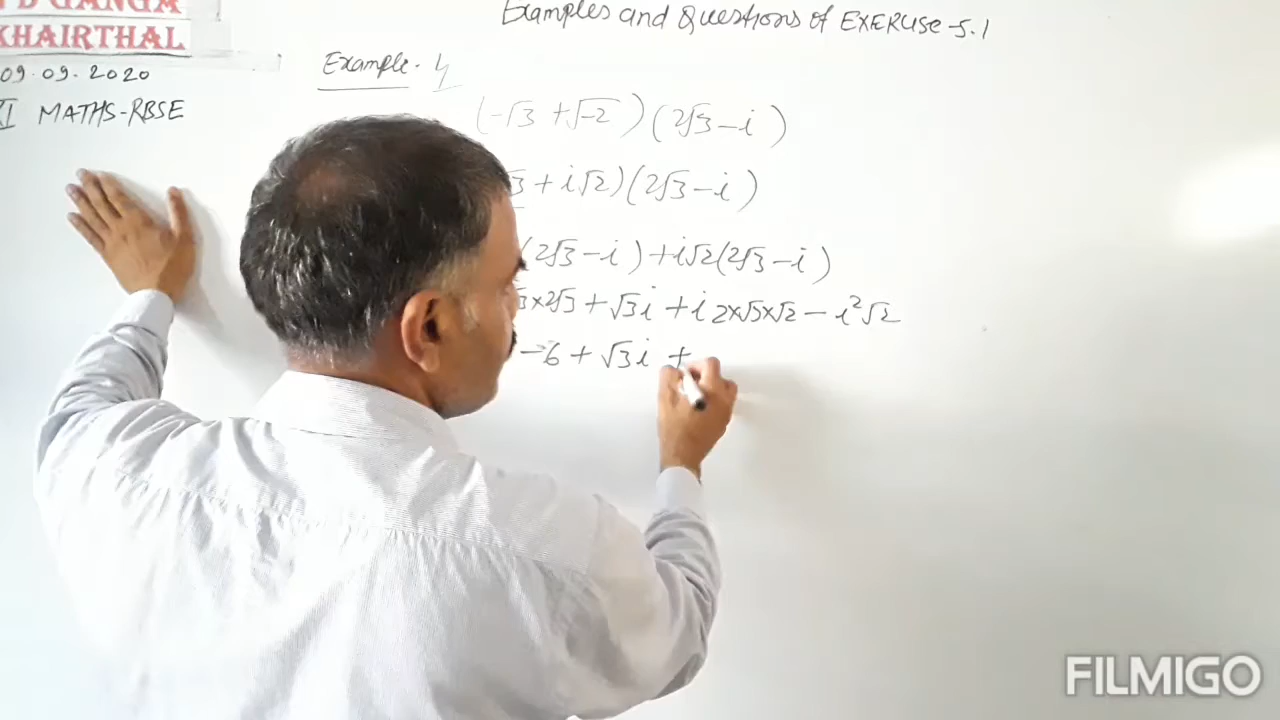 GANGA
KHAIRTHAL
09.09.2020
XI MATHS-RBSE
Examples and Questions of EXERCISE-5.1
Example-4
(-√3 + √-2)(2√3 - i)
+ i√2)(2√3 - i)
(2√3 - i) + i√2(2√3 - i)
×2√3 + √3i + i 2×√3×√2 - i²√2
-6 + √3i +
FILMIGO